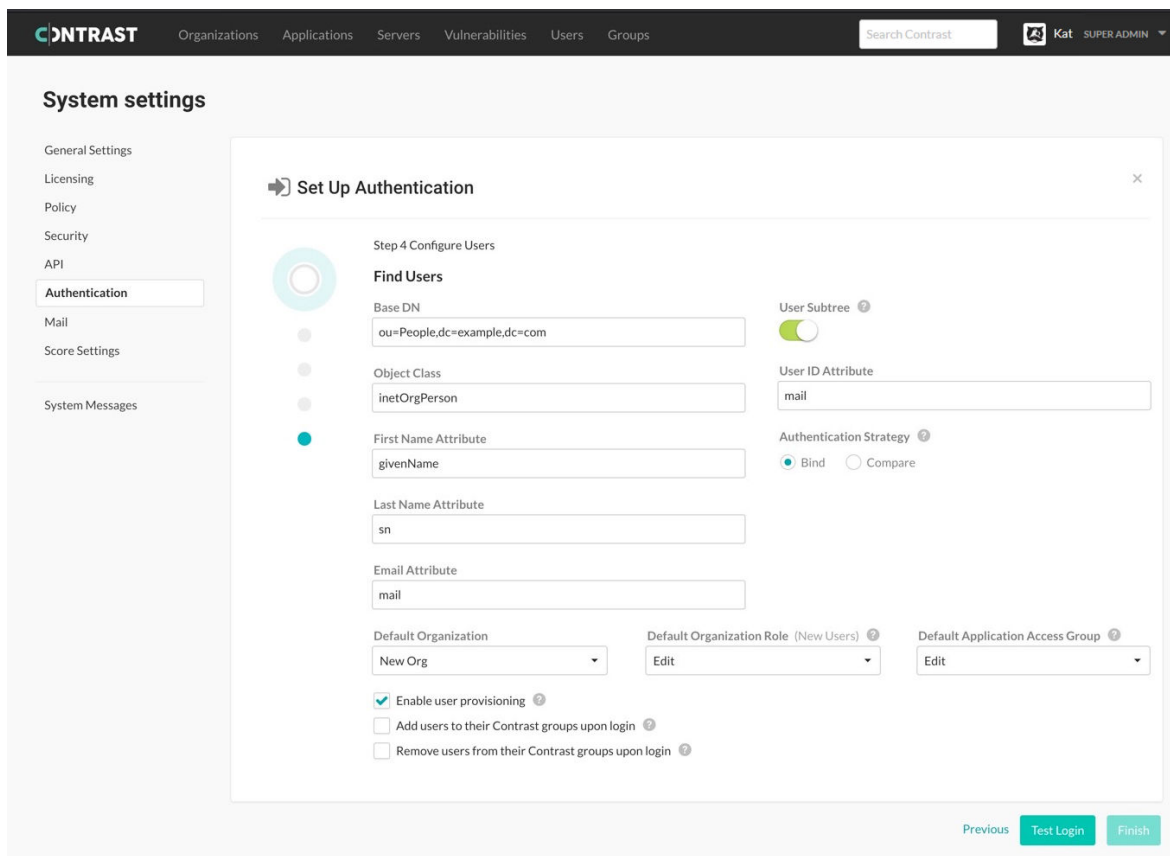 CONTRAST Organizations Applications Servers Vulnerabilities Users Groups Search Contrast Kat SUPER ADMIN
System settings
General Settings
Licensing
Policy
Security
API
Authentication
Mail
Score Settings
System Messages
Set Up Authentication
Step 4 Configure Users
Find Users
Base DN
ou=People,dc=example,dc=com
User Subtree ?
Object Class
inetOrgPerson
User ID Attribute
mail
First Name Attribute
givenName
Authentication Strategy ?
Bind Compare
Last Name Attribute
sn
Email Attribute
mail
Default Organization
New Org
Default Organization Role (New Users) ?
Edit
Default Application Access Group ?
Edit
Enable user provisioning ?
Add users to their Contrast groups upon login ?
Remove users from their Contrast groups upon login ?
Previous Test Login Finish